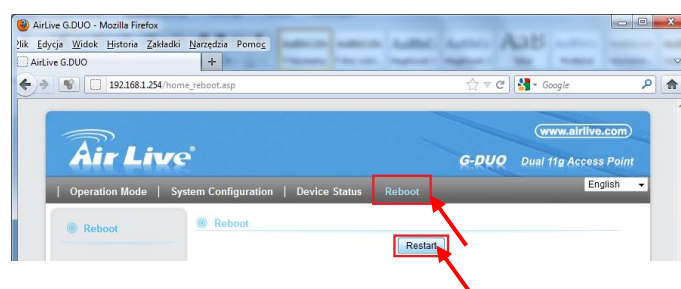 AirLive G.DUO - Mozilla Firefox
Plik Edycja Widok Historia Zakładki Narzędzia Pomoc
AirLive G.DUO +
192.168.1.254/home_reboot.asp Google
www.airlive.com
Air Live®
G-DUO Dual 11g Access Point
| Operation Mode | System Configuration | Device Status Reboot English
Reboot Reboot
Restart